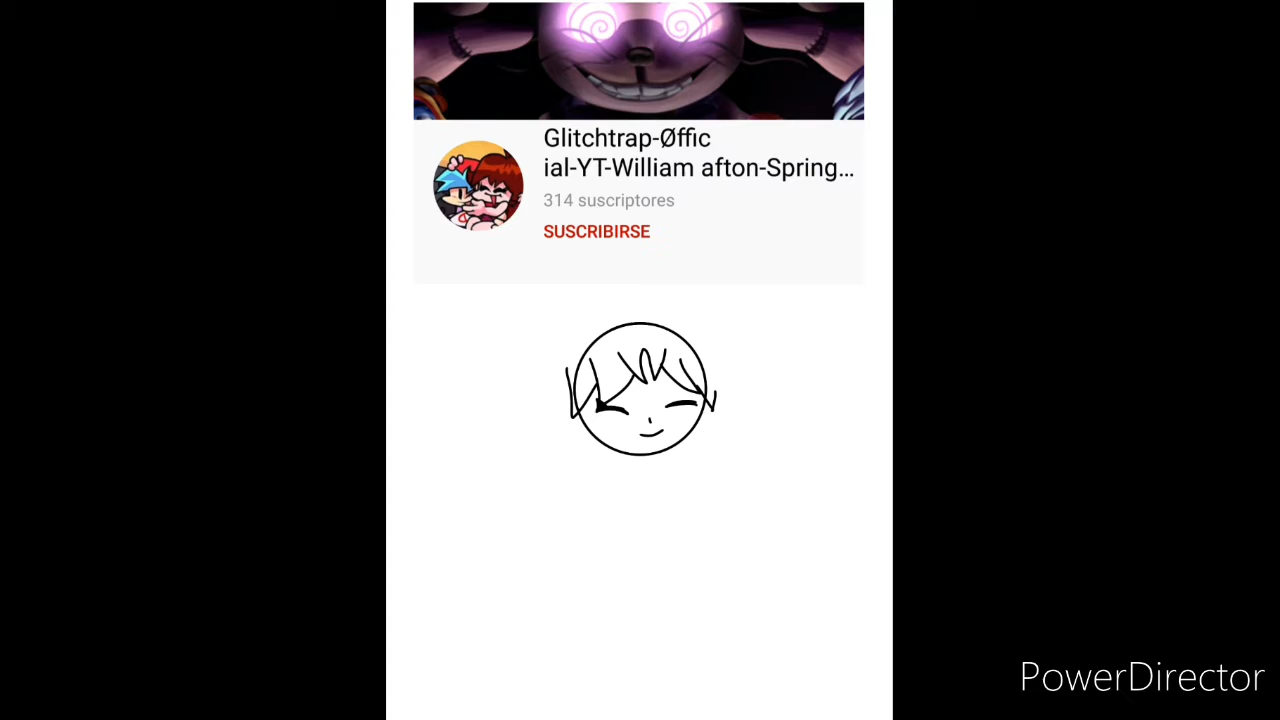 Glitchtrap-Øffic
ial-YT-William afton-Spring...
314 suscriptores
SUSCRIBIRSE
PowerDirector